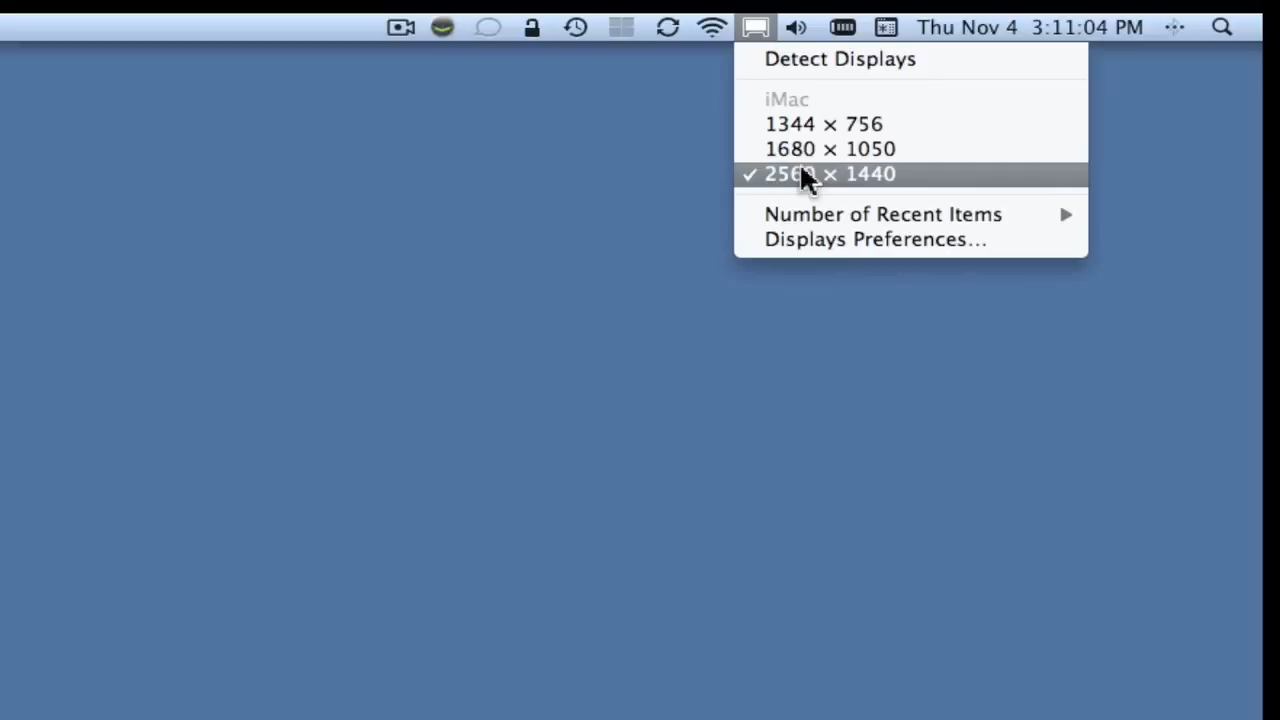 Thu Nov 4 3:11:04 PM
Detect Displays
iMac
1344 × 756
1680 × 1050
✓ 2560 × 1440
Number of Recent Items
Displays Preferences…